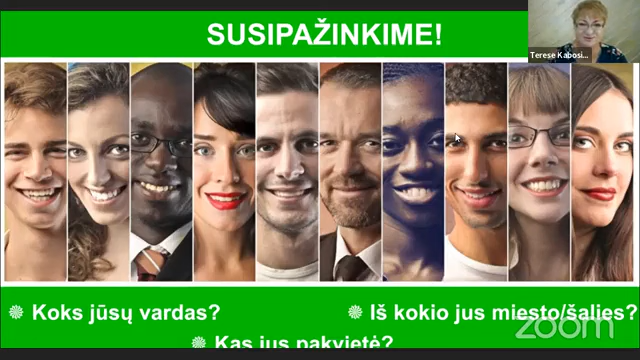 SUSIPAŽINKIME!
Terese Kabosi...
Koks jūsų vardas?
Iš kokio jus miesto/šalies?
Kas jus pakvietė?
zoom